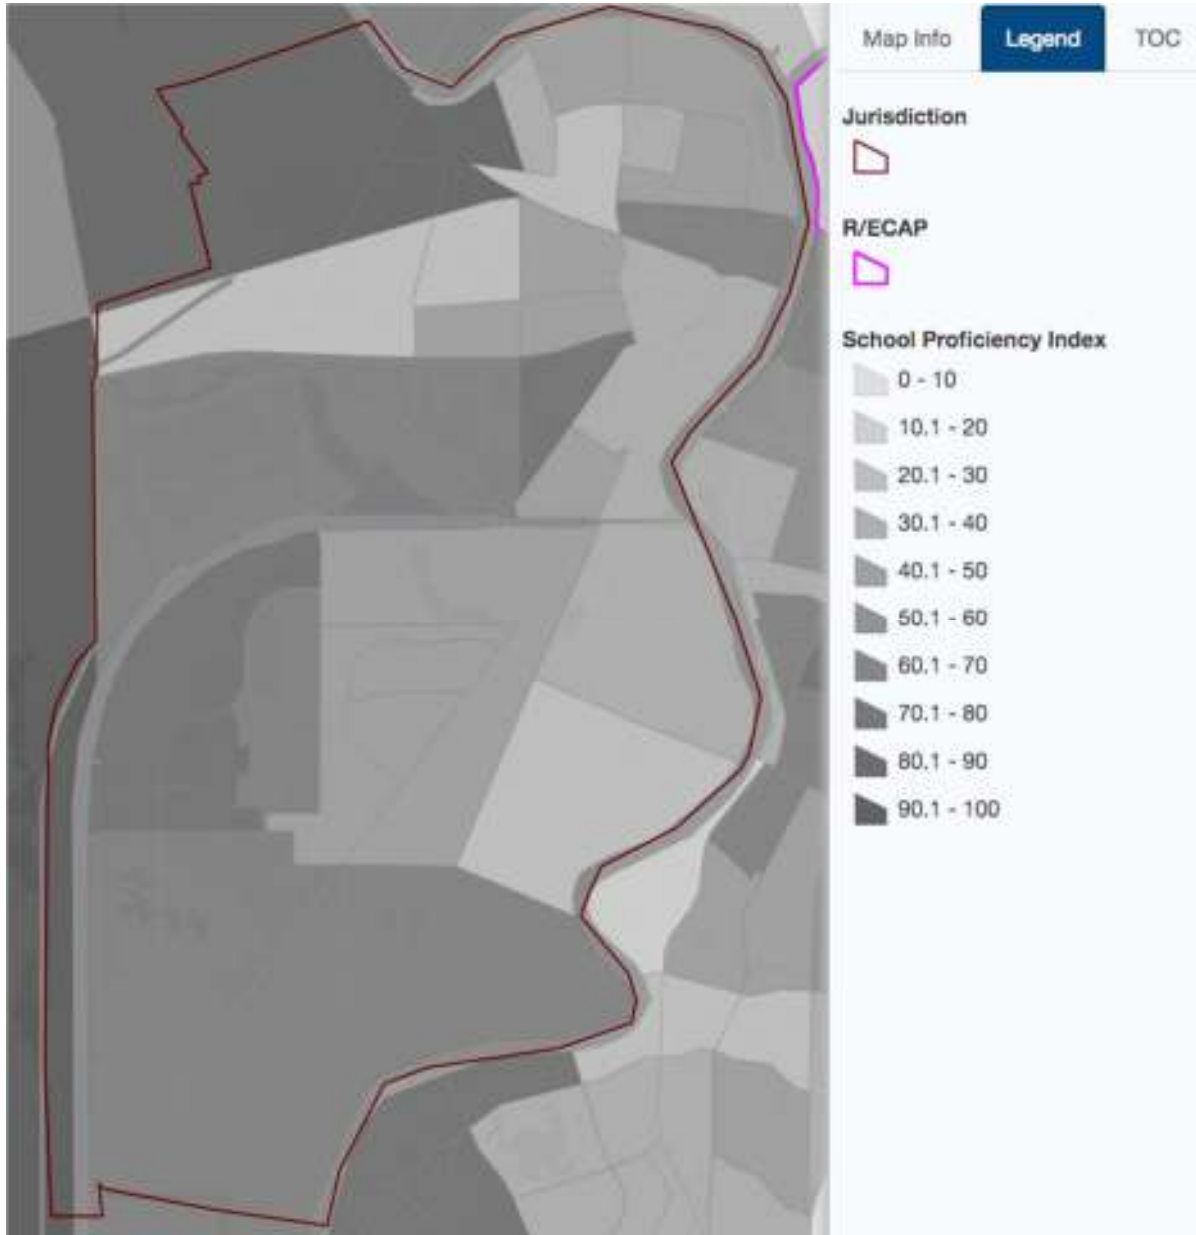 Map Info Legend TOC
Jurisdiction
R/ECAP
School Proficiency Index
0 - 10
10.1 - 20
20.1 - 30
30.1 - 40
40.1 - 50
50.1 - 60
60.1 - 70
70.1 - 80
80.1 - 90
90.1 - 100